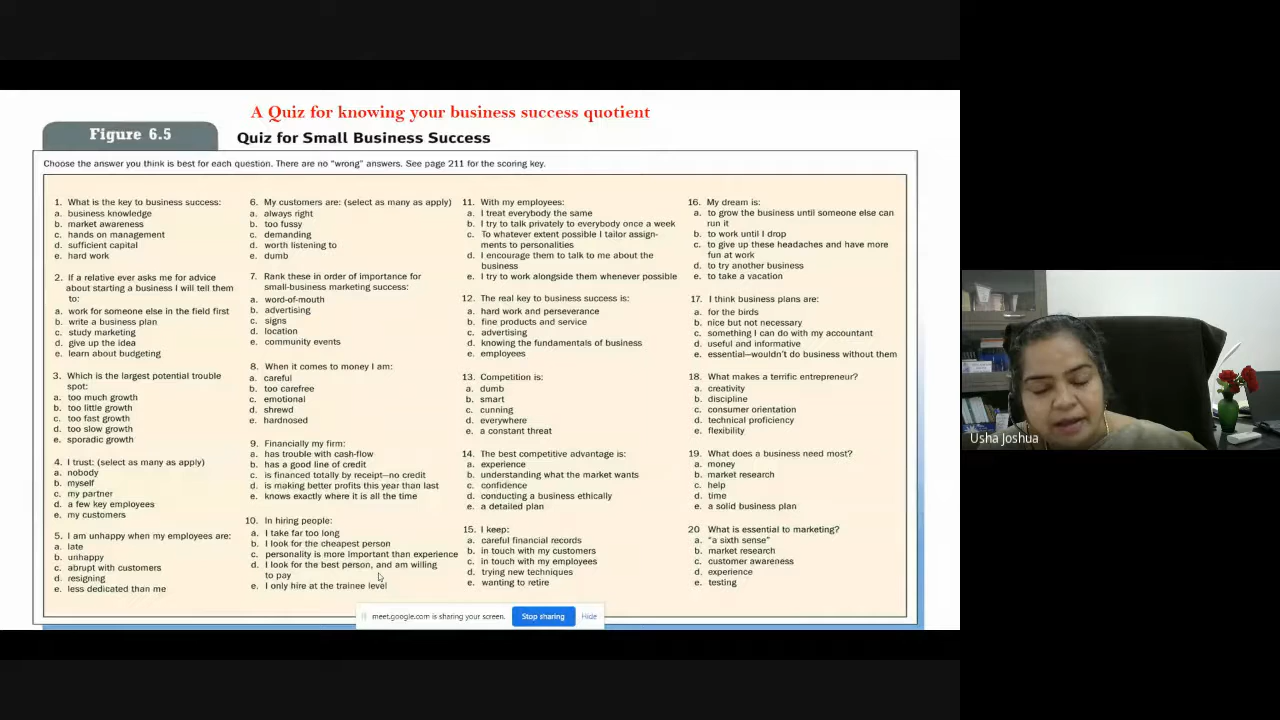 A Quiz for knowing your business success quotient
Figure 6.5
Quiz for Small Business Success
Choose the answer you think is best for each question. There are no "wrong" answers. See page 211 for the scoring key.
1. What is the key to business success:
a. business knowledge
b. market awareness
c. hands on management
d. sufficient capital
e. hard work
2. If a relative ever asks me for advice
about starting a business I will tell them
to:
a. work for someone else in the field first
b. write a business plan
c. study marketing
d. give up the idea
e. learn about budgeting
3. Which is the largest potential trouble
spot:
a. too much growth
b. too little growth
c. too fast growth
d. too slow growth
e. sporadic growth
4. I trust: (select as many as apply)
a. nobody
b. myself
c. my partner
d. a few key employees
e. my customers
5. I am unhappy when my employees are:
a. late
b. unhappy
c. abrupt with customers
d. resigning
e. less dedicated than me
6. My customers are: (select as many as apply)
a. always right
b. too fussy
c. demanding
d. worth listening to
e. dumb
7. Rank these in order of importance for
small-business marketing success:
a. word-of-mouth
b. advertising
c. signs
d. location
e. community events
8. When it comes to money I am:
a. careful
b. too carefree
c. emotional
d. shrewd
e. hardnosed
9. Financially my firm:
a. has trouble with cash-flow
b. has a good line of credit
c. is financed totally by receipt—no credit
d. is making better profits this year than last
e. knows exactly where it is all the time
10. In hiring people:
a. I take far too long
b. I look for the cheapest person
c. personality is more important than experience
d. I look for the best person, and am willing
to pay
e. I only hire at the trainee level
11. With my employees:
a. I treat everybody the same
b. I try to talk privately to everybody once a week
c. To whatever extent possible I tailor assign-
ments to personalities
d. I encourage them to talk to me about the
business
e. I try to work alongside them whenever possible
12. The real key to business success is:
a. hard work and perseverance
b. fine products and service
c. advertising
d. knowing the fundamentals of business
e. employees
13. Competition is:
a. dumb
b. smart
c. cunning
d. everywhere
e. a constant threat
14. The best competitive advantage is:
a. experience
b. understanding what the market wants
c. confidence
d. conducting a business ethically
e. a detailed plan
15. I keep:
a. careful financial records
b. in touch with my customers
c. in touch with my employees
d. trying new techniques
e. wanting to retire
16. My dream is:
a. to grow the business until someone else can
run it
b. to work until I drop
c. to give up these headaches and have more
fun at work
d. to try another business
e. to take a vacation
17. I think business plans are:
a. for the birds
b. nice but not necessary
c. something I can do with my accountant
d. useful and informative
e. essential—wouldn't do business without them
18. What makes a terrific entrepreneur?
a. creativity
b. discipline
c. consumer orientation
d. technical proficiency
e. flexibility
19. What does a business need most?
a. money
b. market research
c. help
d. time
e. a solid business plan
20 What is essential to marketing?
a. "a sixth sense"
b. market research
c. customer awareness
d. experience
e. testing
meet.google.com is sharing your screen.
Stop sharing
Hide
Usha Joshua